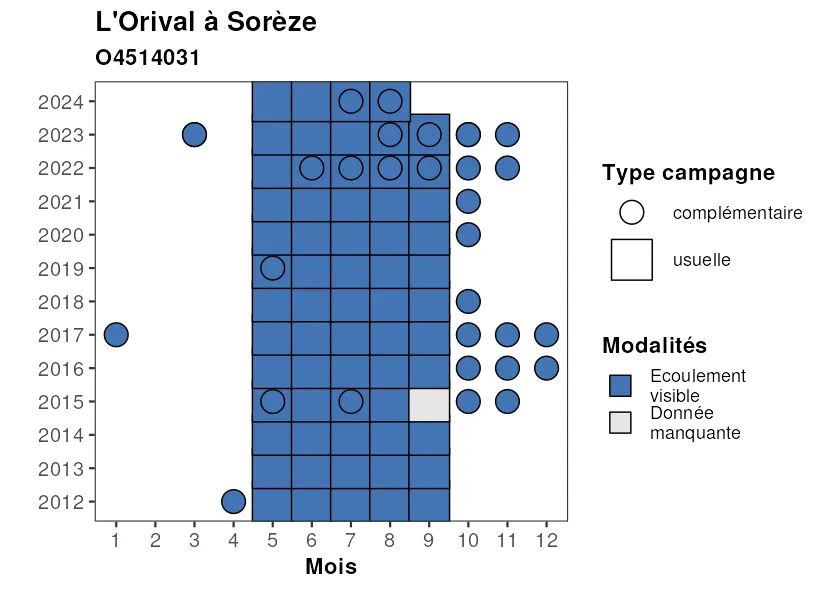 L'Orival à Sorèze
O4514031
2024
2023
2022
2021
2020
2019
2018
2017
2016
2015
2014
2013
2012
1 2 3 4 5 6 7 8 9 10 11 12
Mois
Type campagne
complémentaire
usuelle
Modalités
Ecoulement
visible
Donnée
manquante